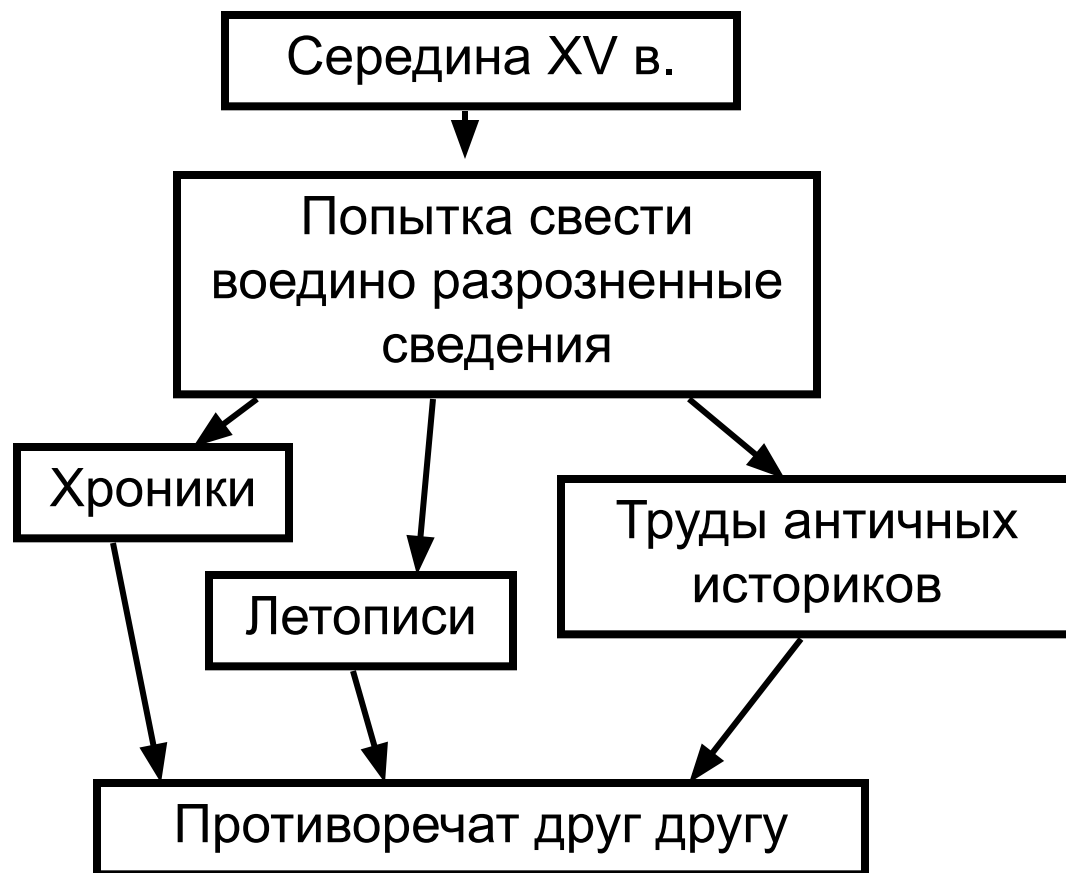 Середина XV в.
Попытка свести
воедино разрозненные
сведения
Хроники
Летописи
Труды античных
историков
Противоречат друг другу